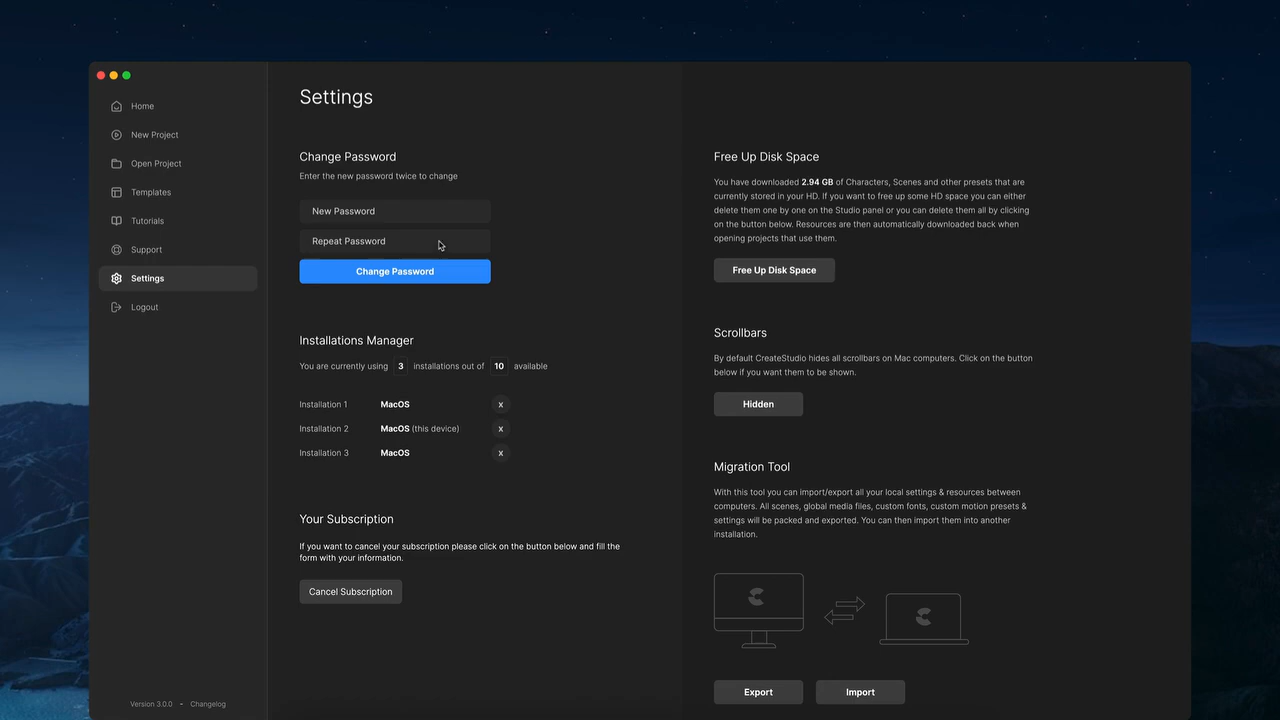 Home
New Project
Open Project
Templates
Tutorials
Support
Settings
Logout
Version 3.0.0 - Changelog
Settings
Change Password
Enter the new password twice to change
New Password
Repeat Password
Change Password
Installations Manager
You are currently using 3 installations out of 10 available
Installation 1 MacOS x
Installation 2 MacOS (this device) x
Installation 3 MacOS x
Your Subscription
If you want to cancel your subscription please click on the button below and fill the
form with your information.
Cancel Subscription
Free Up Disk Space
You have downloaded 2.94 GB of Characters, Scenes and other presets that are
currently stored in your HD. If you want to free up some HD space you can either
delete them one by one on the Studio panel or you can delete them all by clicking
on the button below. Resources are then automatically downloaded back when
opening projects that use them.
Free Up Disk Space
Scrollbars
By default CreateStudio hides all scrollbars on Mac computers. Click on the button
below if you want them to be shown.
Hidden
Migration Tool
With this tool you can import/export all your local settings & resources between
computers. All scenes, global media files, custom fonts, custom motion presets &
settings will be packed and exported. You can then import them into another
installation.
Export Import